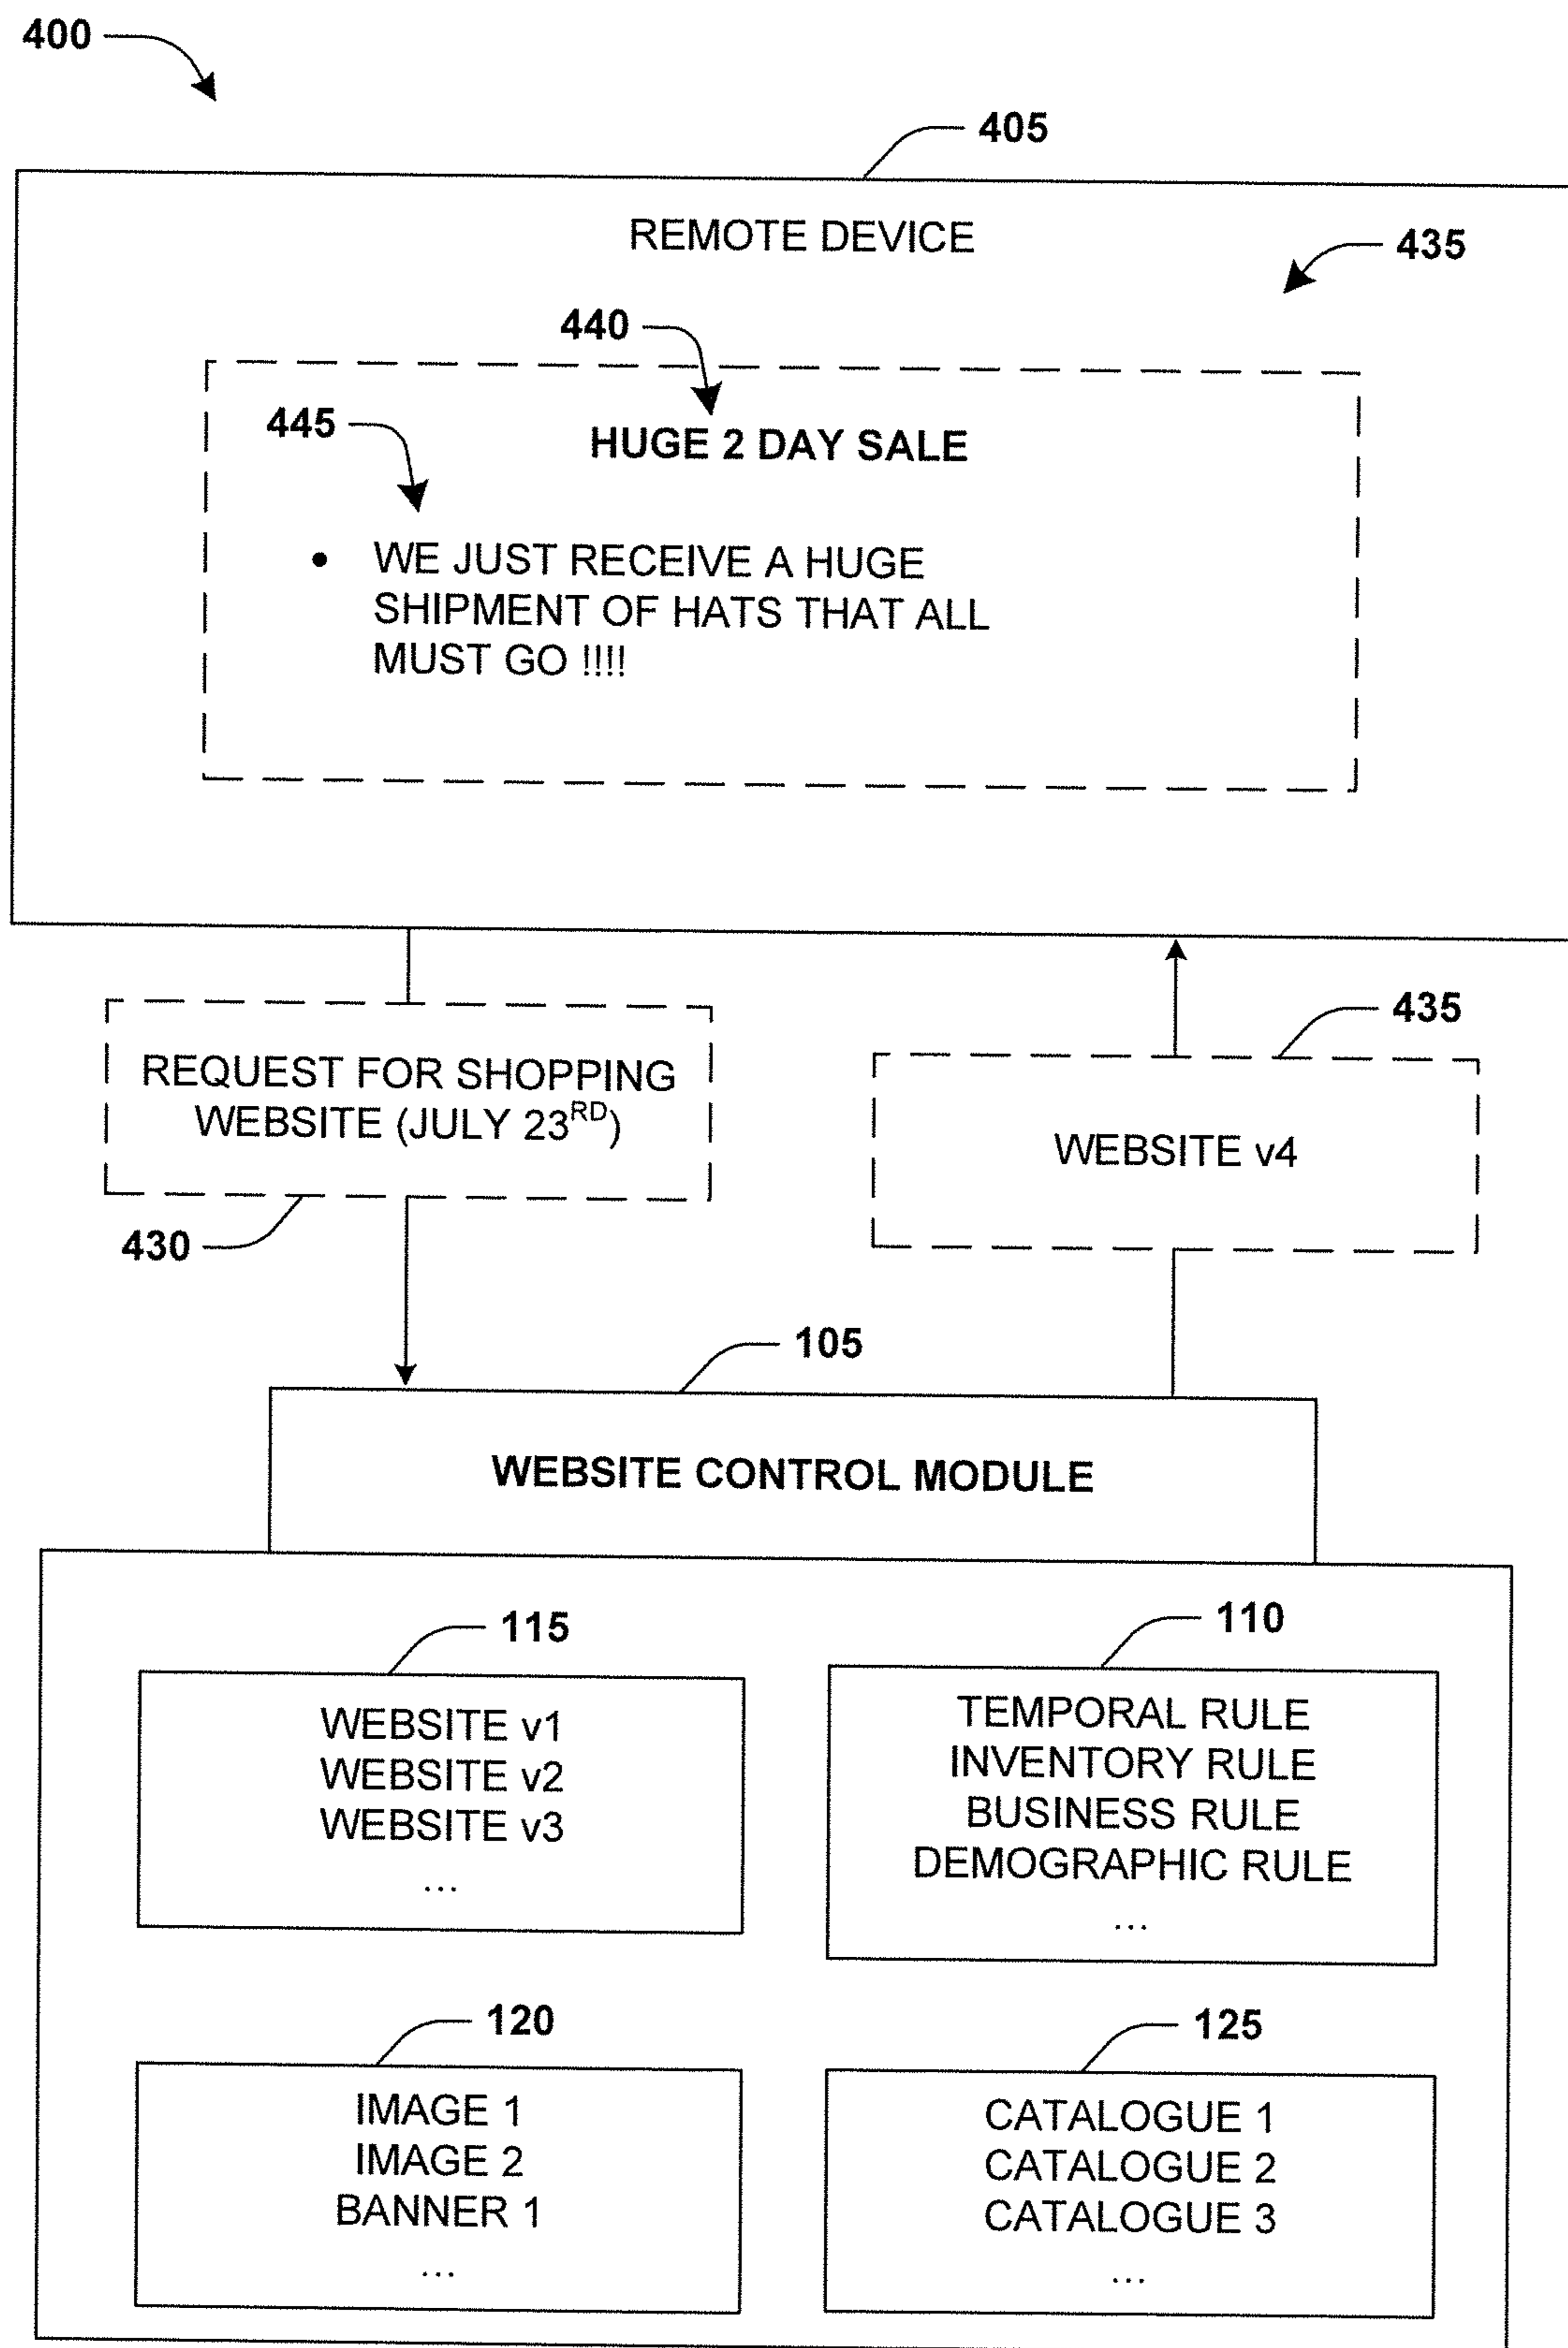 400
405
REMOTE DEVICE
435
440
445
HUGE 2 DAY SALE
• WE JUST RECEIVE A HUGE
SHIPMENT OF HATS THAT ALL
MUST GO !!!!
REQUEST FOR SHOPPING
WEBSITE (JULY 23RD)
430
435
WEBSITE v4
105
WEBSITE CONTROL MODULE
115
WEBSITE v1
WEBSITE v2
WEBSITE v3
...
110
TEMPORAL RULE
INVENTORY RULE
BUSINESS RULE
DEMOGRAPHIC RULE
...
120
IMAGE 1
IMAGE 2
BANNER 1
...
125
CATALOGUE 1
CATALOGUE 2
CATALOGUE 3
...